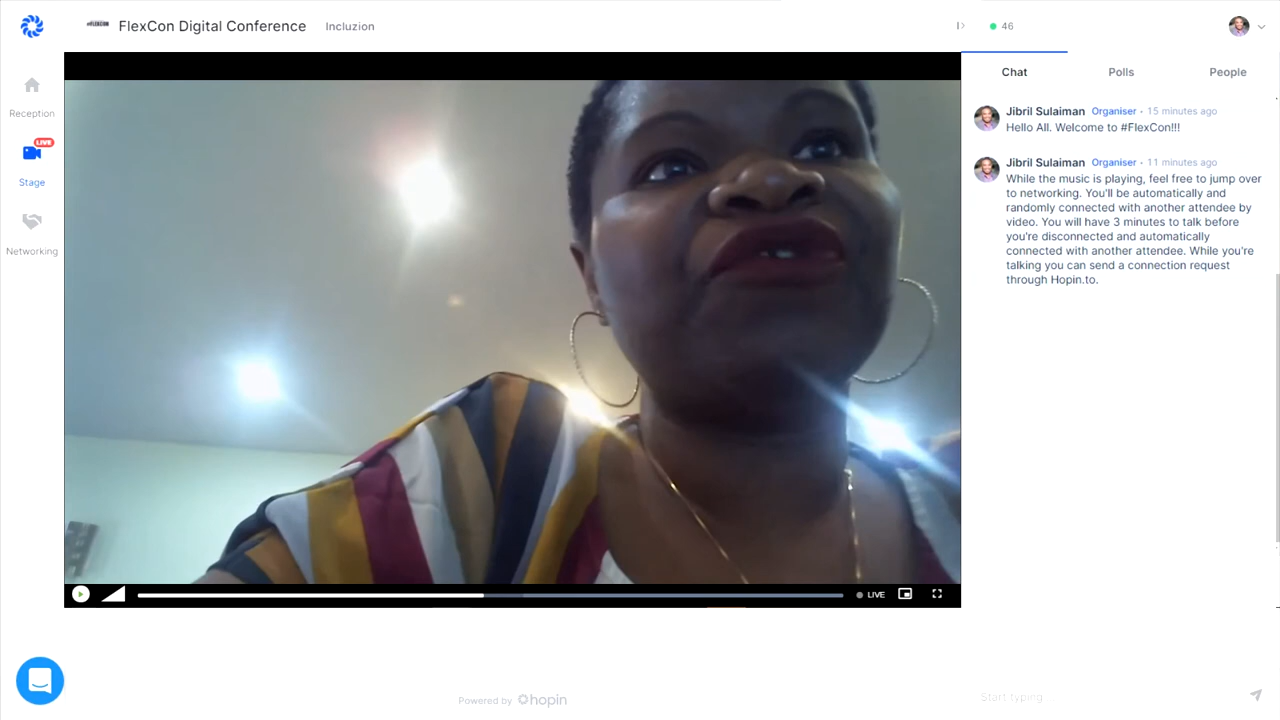 #FLEXCON FlexCon Digital Conference Incluzion
46
Reception
LIVE
Stage
Networking
Chat Polls People
Jibril Sulaiman Organiser • 15 minutes ago
Hello All. Welcome to #FlexCon!!!
Jibril Sulaiman Organiser • 11 minutes ago
While the music is playing, feel free to jump over
to networking. You'll be automatically and
randomly connected with another attendee by
video. You will have 3 minutes to talk before
you're disconnected and automatically
connected with another attendee. While you're
talking you can send a connection request
through Hopin.to.
LIVE
Powered by hopin
Start typing...